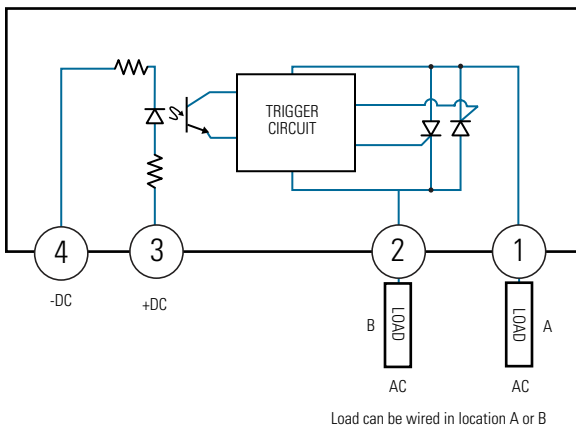 TRIGGER
CIRCUIT
4
3
2
1
-DC
+DC
B
LOAD
LOAD
A
AC
AC
Load can be wired in location A or B